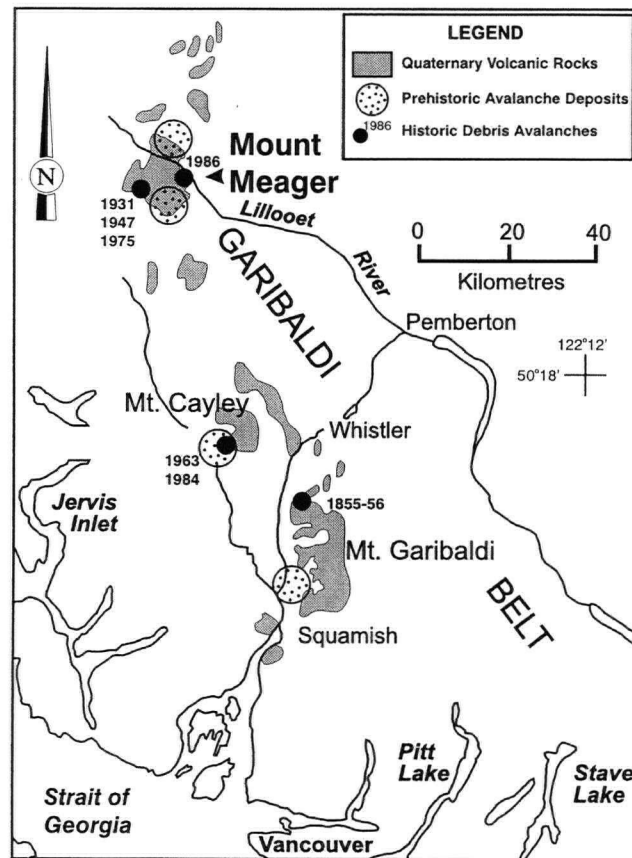 LEGEND
Quaternary Volcanic Rocks
Prehistoric Avalanche Deposits
1986 Historic Debris Avalanches
N
1986
Mount
Meager
1931
1947
1975
Lillooet
River
GARIBALDI
0 20 40
Kilometres
Pemberton
122°12'
50°18'
Mt. Cayley
Whistler
1963
1984
Jervis
Inlet
1855-56
Mt. Garibaldi
BELT
Squamish
Pitt
Lake
Stave
Lake
Strait of
Georgia
Vancouver